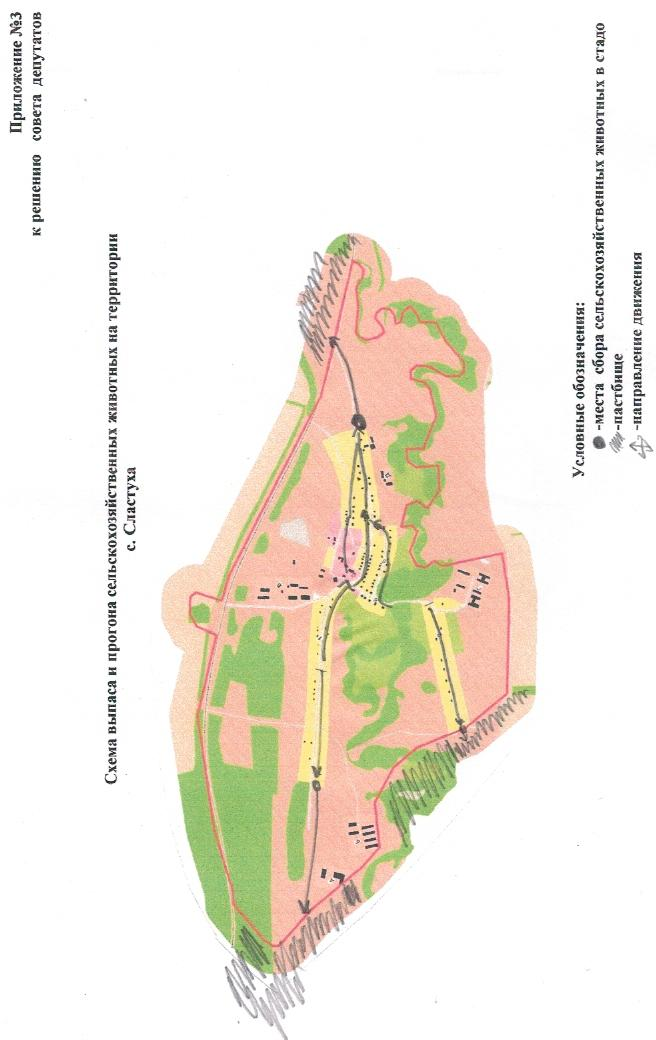 Приложение №3
к решению совета депутатов
Схема выпаса и прогона сельскохозяйственных животных на территории
с. Сластуха
Условные обозначения:
-места сбора сельскохозяйственных животных в стадо
-пастбище
-направление движения